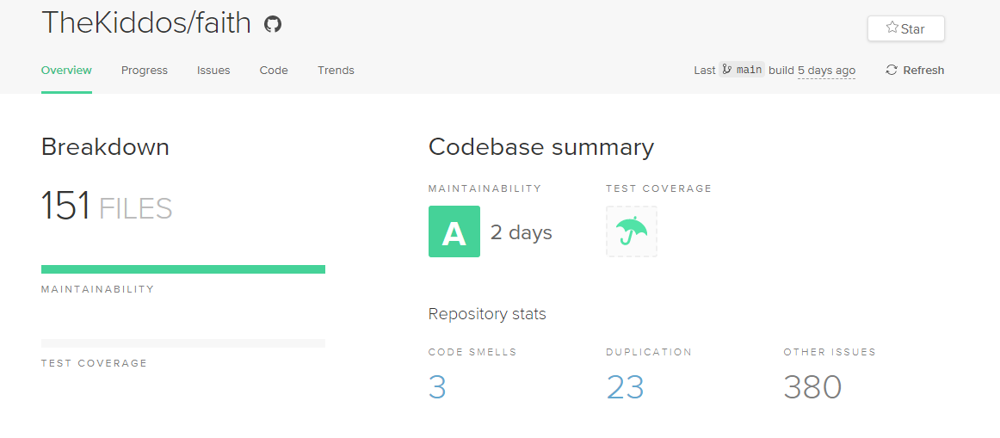 TheKiddos/faith
Star
Overview Progress Issues Code Trends
Last main build 5 days ago Refresh
Breakdown
151 FILES
MAINTAINABILITY
TEST COVERAGE
Codebase summary
MAINTAINABILITY TEST COVERAGE
A 2 days
Repository stats
CODE SMELLS DUPLICATION OTHER ISSUES
3 23 380